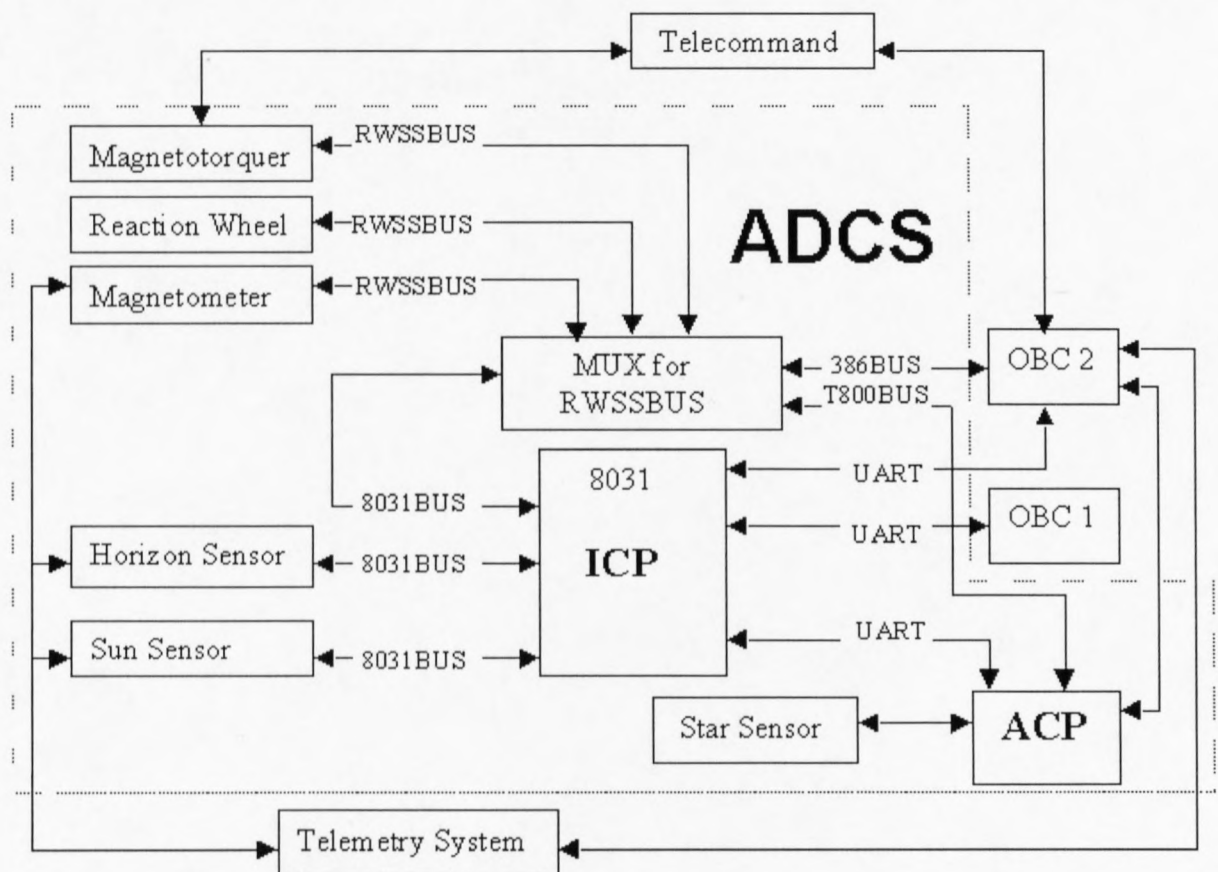 Telecommand
Magnetotorquer
RWSSBUS
Reaction Wheel
RWSSBUS
ADCS
Magnetometer
RWSSBUS
MUX for
RWSSBUS
386BUS
OBC 2
T800BUS
8031
UART
8031BUS
UART
OBC 1
Horizon Sensor
8031BUS
ICP
Sun Sensor
8031BUS
UART
Star Sensor
ACP
Telemetry System